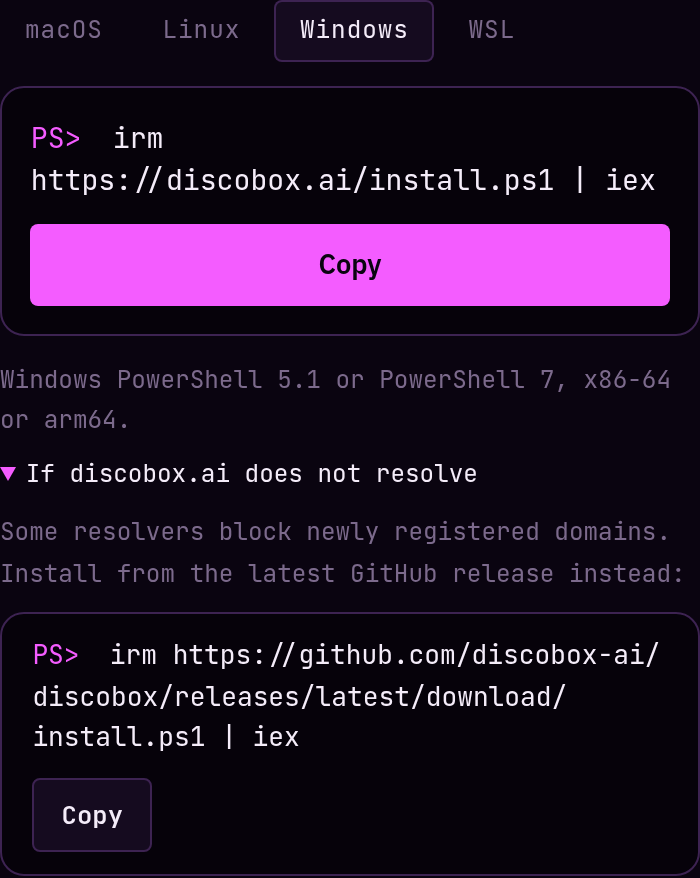 macOS Linux Windows WSL
PS> irm
https://discobox.ai/install.ps1 | iex
Copy
Windows PowerShell 5.1 or PowerShell 7, x86-64
or arm64.
▼ If discobox.ai does not resolve
Some resolvers block newly registered domains.
Install from the latest GitHub release instead:
PS> irm https://github.com/discobox-ai/
discobox/releases/latest/download/
install.ps1 | iex
Copy